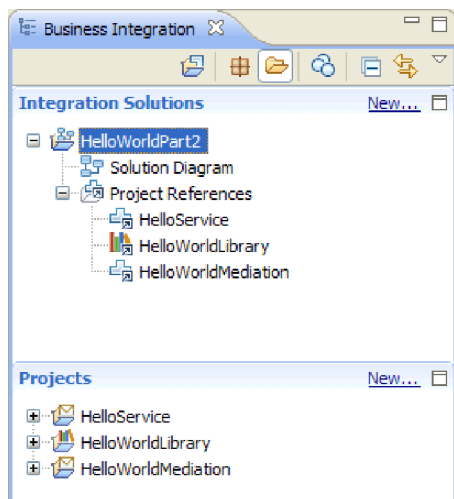 Business Integration
Integration Solutions New...
HelloWorldPart2
Solution Diagram
Project References
HelloService
HelloWorldLibrary
HelloWorldMediation
Projects New...
HelloService
HelloWorldLibrary
HelloWorldMediation